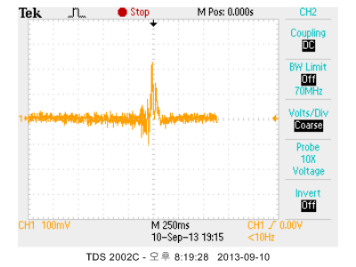 Tek Stop M Pos: 0.000s CH2
Coupling
DC
BW Limit
Off
70MHz
Volts/Div
Coarse
Probe
10X
Voltage
Invert
Off
1
CH1 100mV M 250ms CH1 / 0.00V
10-Sep-13 19:15 <10Hz
TDS 2002C - 오후 8:19:28 2013-09-10